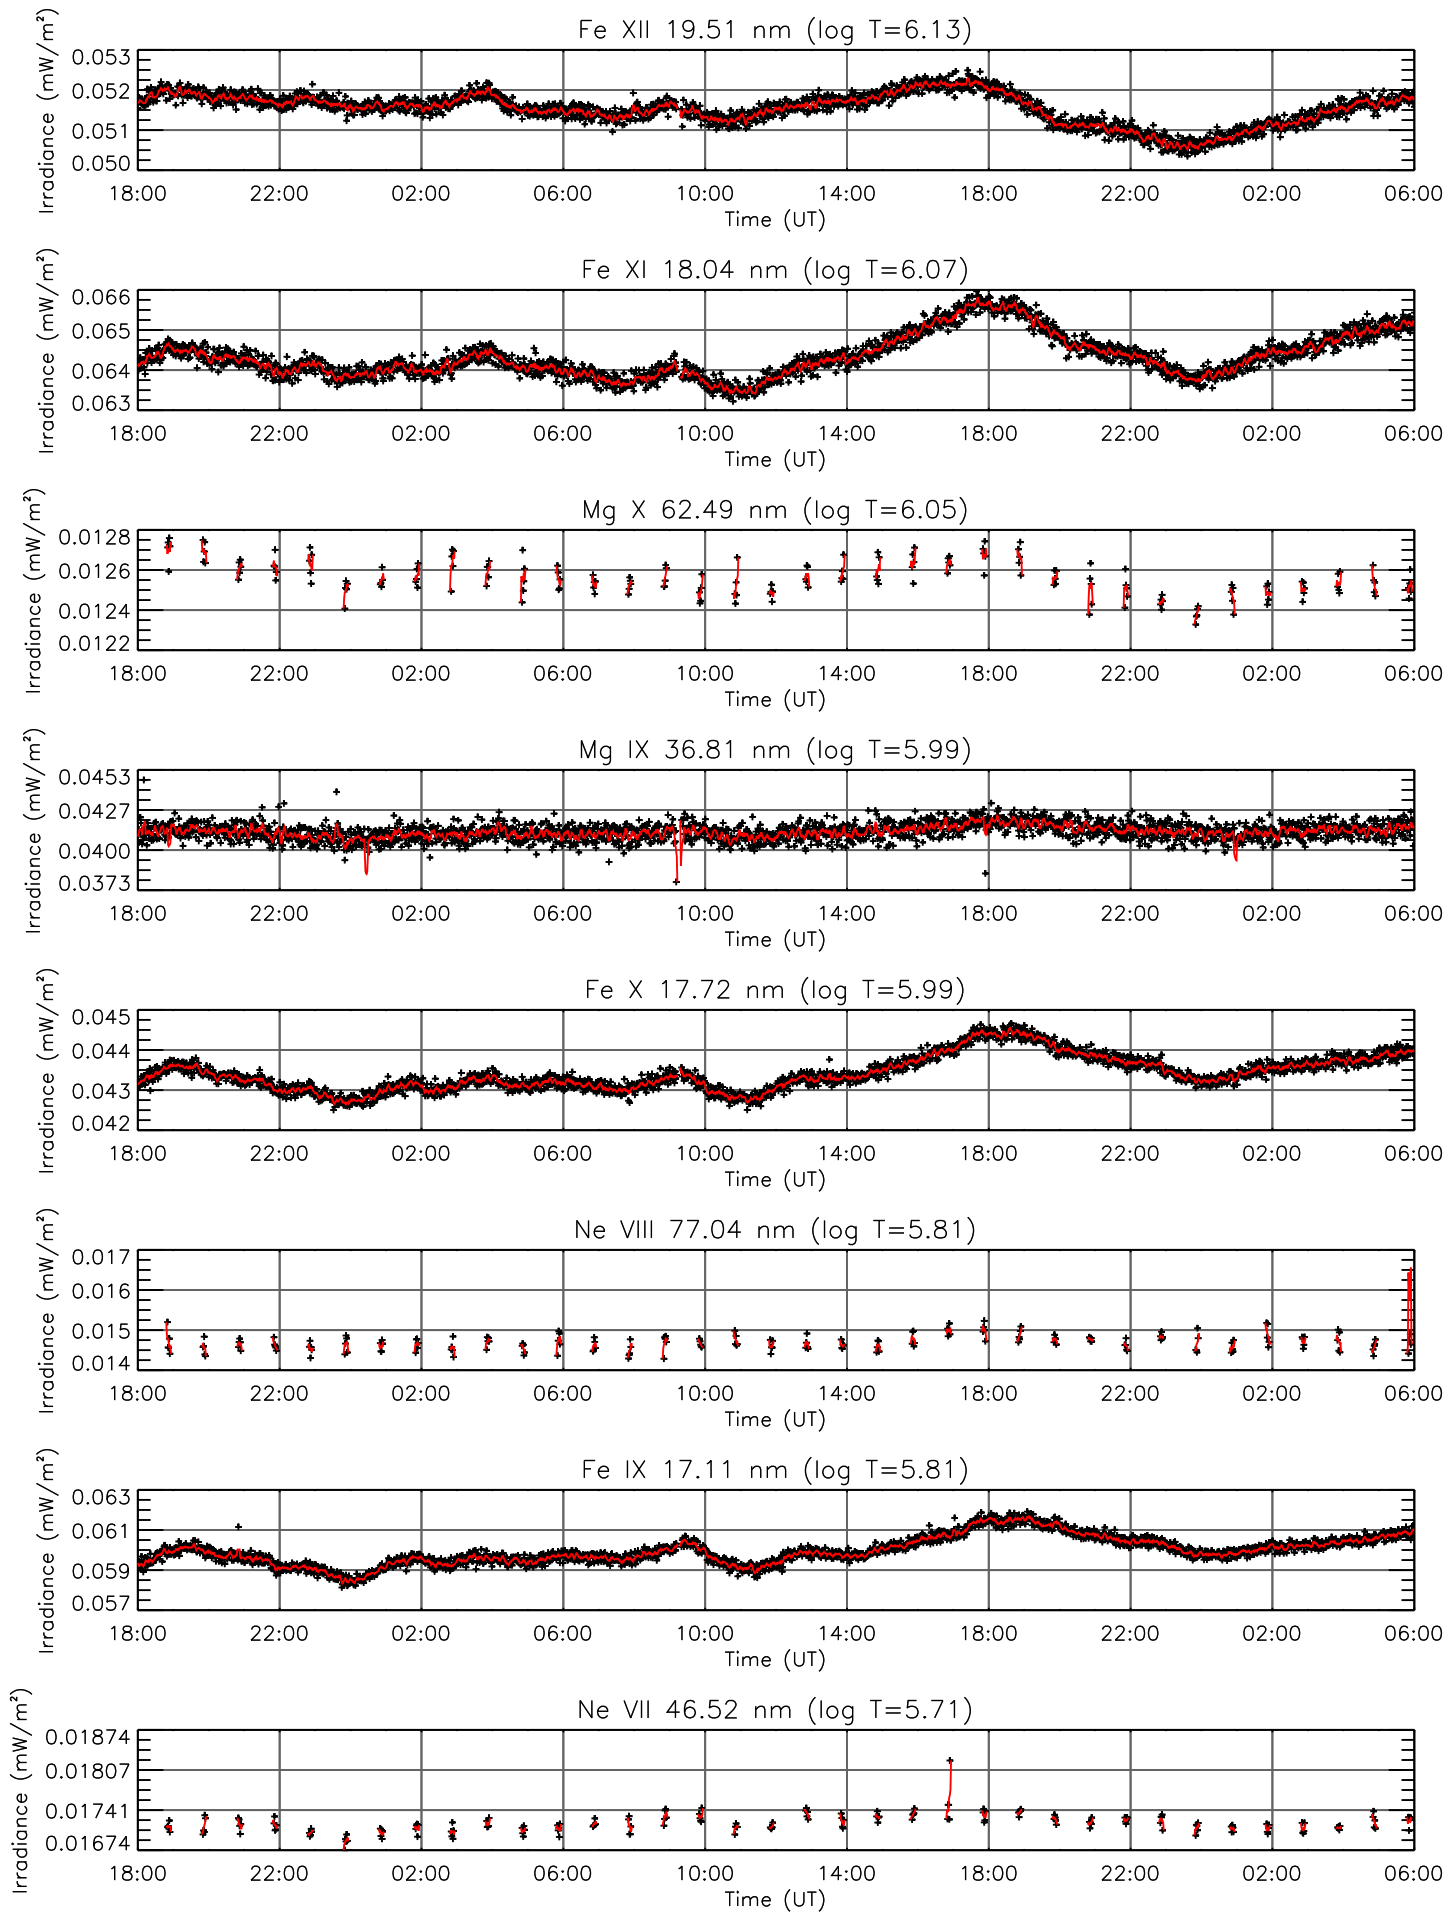 Fe XII 19.51 nm (log T=6.13)
Irradiance (mW/m²)
0.053
0.052
0.051
0.050
18:00 22:00 02:00 06:00 10:00 14:00 18:00 22:00 02:00 06:00
Time (UT)
Fe XI 18.04 nm (log T=6.07)
Irradiance (mW/m²)
0.066
0.065
0.064
0.063
18:00 22:00 02:00 06:00 10:00 14:00 18:00 22:00 02:00 06:00
Time (UT)
Mg X 62.49 nm (log T=6.05)
Irradiance (mW/m²)
0.0128
0.0126
0.0124
0.0122
18:00 22:00 02:00 06:00 10:00 14:00 18:00 22:00 02:00 06:00
Time (UT)
Mg IX 36.81 nm (log T=5.99)
Irradiance (mW/m²)
0.0453
0.0427
0.0400
0.0373
18:00 22:00 02:00 06:00 10:00 14:00 18:00 22:00 02:00 06:00
Time (UT)
Fe X 17.72 nm (log T=5.99)
Irradiance (mW/m²)
0.045
0.044
0.043
0.042
18:00 22:00 02:00 06:00 10:00 14:00 18:00 22:00 02:00 06:00
Time (UT)
Ne VIII 77.04 nm (log T=5.81)
Irradiance (mW/m²)
0.017
0.016
0.015
0.014
18:00 22:00 02:00 06:00 10:00 14:00 18:00 22:00 02:00 06:00
Time (UT)
Fe IX 17.11 nm (log T=5.81)
Irradiance (mW/m²)
0.063
0.061
0.059
0.057
18:00 22:00 02:00 06:00 10:00 14:00 18:00 22:00 02:00 06:00
Time (UT)
Ne VII 46.52 nm (log T=5.71)
Irradiance (mW/m²)
0.01874
0.01807
0.01741
0.01674
18:00 22:00 02:00 06:00 10:00 14:00 18:00 22:00 02:00 06:00
Time (UT)